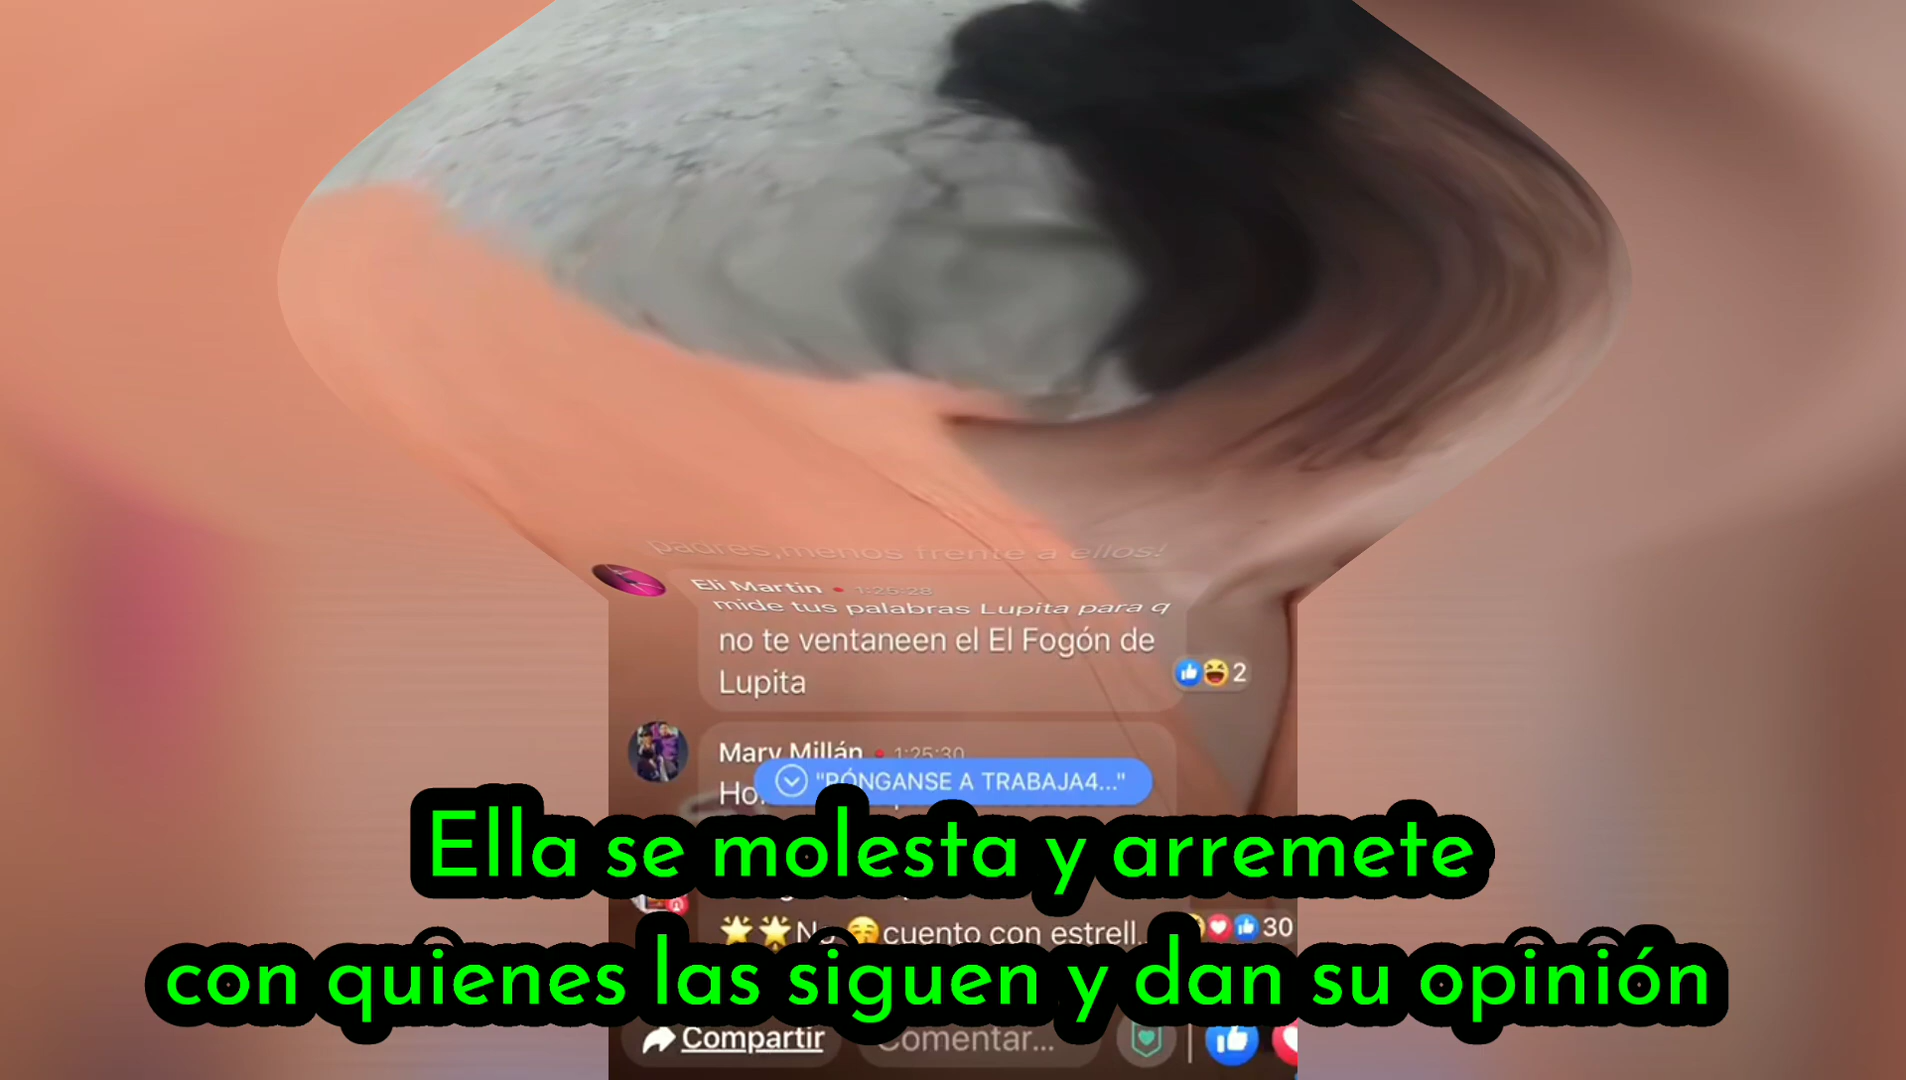 padres,menos frente a ellos!
Eli Martin • 1:25:28
mide tus palabras Lupita para q
no te ventaneen el El Fogón de
Lupita
2
Mary Millán • 1:25:30
"PÓNGANSE A TRABAJA4..."
Ella se molesta y arremete
cuento con estrell...
30
con quienes las siguen y dan su opinión
Compartir
Comentar...